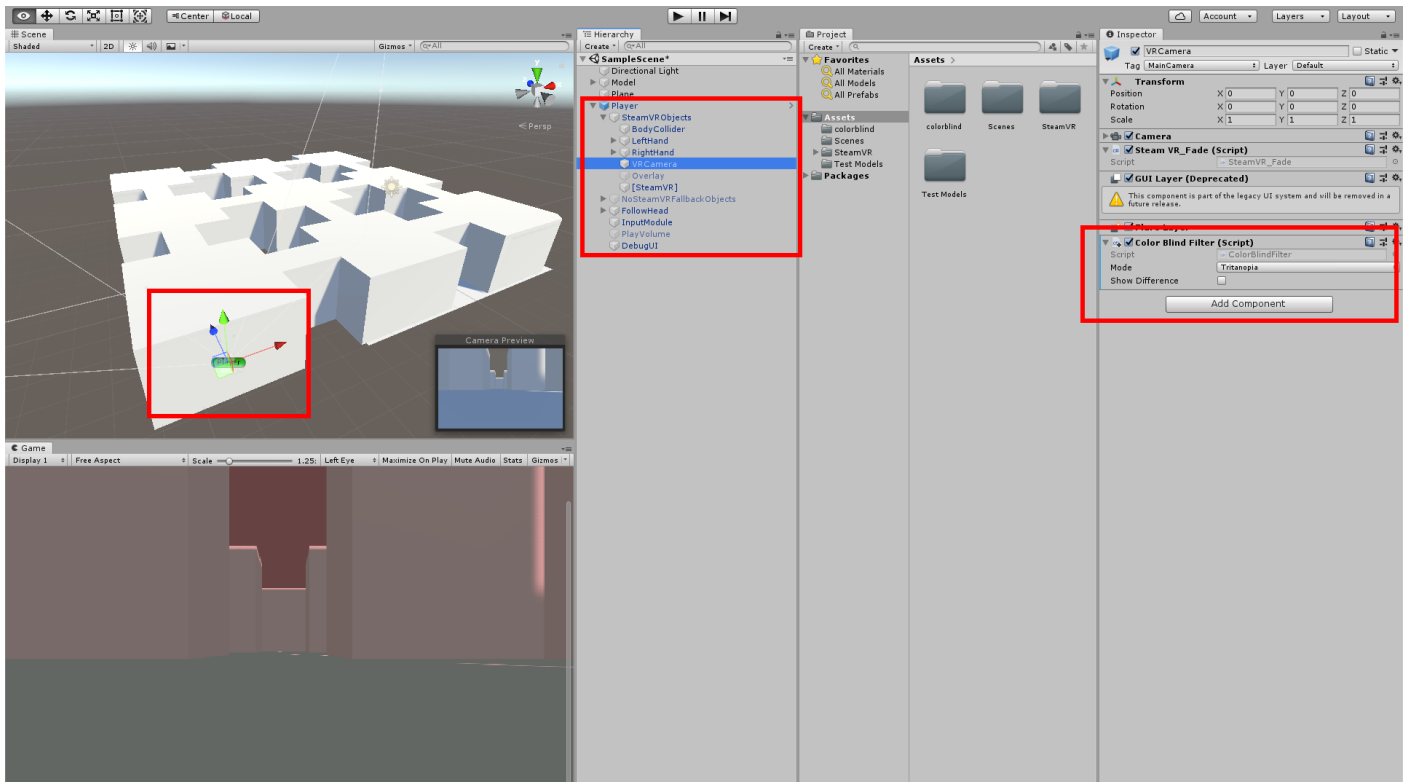 Center Local
Account Layers Layout
Scene
Shaded 2D Gizmos All
Persp
Camera Preview
Game
Display 1 Free Aspect Scale 1.25: Left Eye Maximize On Play Mute Audio Stats Gizmos
Hierarchy
Create All
SampleScene*
Directional Light
Model
Plane
Player
SteamVRObjects
BodyCollider
LeftHand
RightHand
VRCamera
Overlay
[SteamVR]
NoSteamVRFallbackObjects
FollowHead
InputModule
PlayVolume
DebugUI
Project
Create
Favorites
All Materials
All Models
All Prefabs
Assets
colorblind
Scenes
SteamVR
Test Models
Packages
Assets >
colorblind Scenes SteamVR
Test Models
Inspector
VRCamera Static
Tag MainCamera Layer Default
Transform
Position X 0 Y 0 Z 0
Rotation X 0 Y 0 Z 0
Scale X 1 Y 1 Z 1
Camera
Steam VR_Fade (Script)
Script SteamVR_Fade
GUI Layer (Deprecated)
This component is part of the legacy UI system and will be removed in a
future release.
Color Blind Filter (Script)
Script ColorBlindFilter
Mode Tritanopia
Show Difference
Add Component